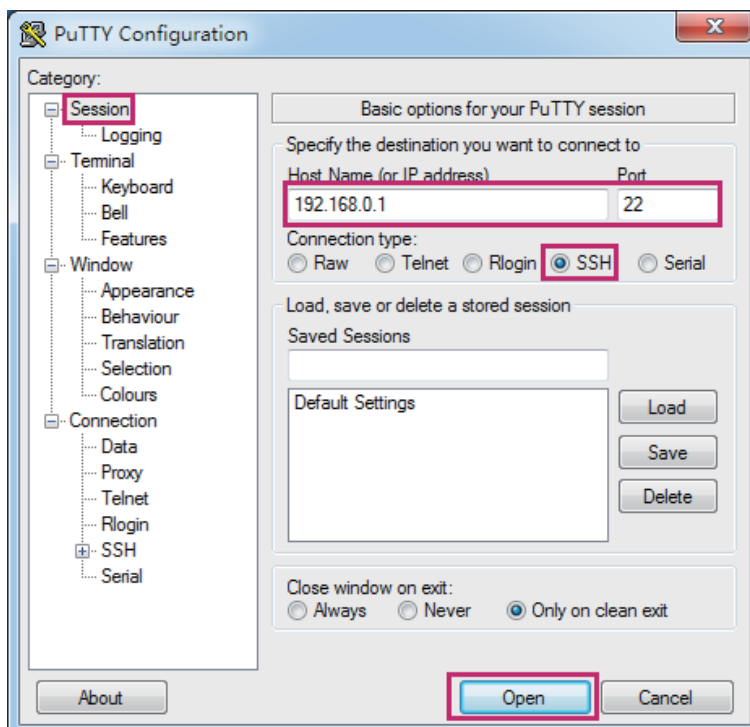 PuTTY Configuration
Category:
Session
Logging
Terminal
Keyboard
Bell
Features
Window
Appearance
Behaviour
Translation
Selection
Colours
Connection
Data
Proxy
Telnet
Rlogin
SSH
Serial
Basic options for your PuTTY session
Specify the destination you want to connect to
Host Name (or IP address) Port
192.168.0.1 22
Connection type:
Raw Telnet Rlogin SSH Serial
Load, save or delete a stored session
Saved Sessions
Default Settings
Load
Save
Delete
Close window on exit:
Always Never Only on clean exit
About Open Cancel